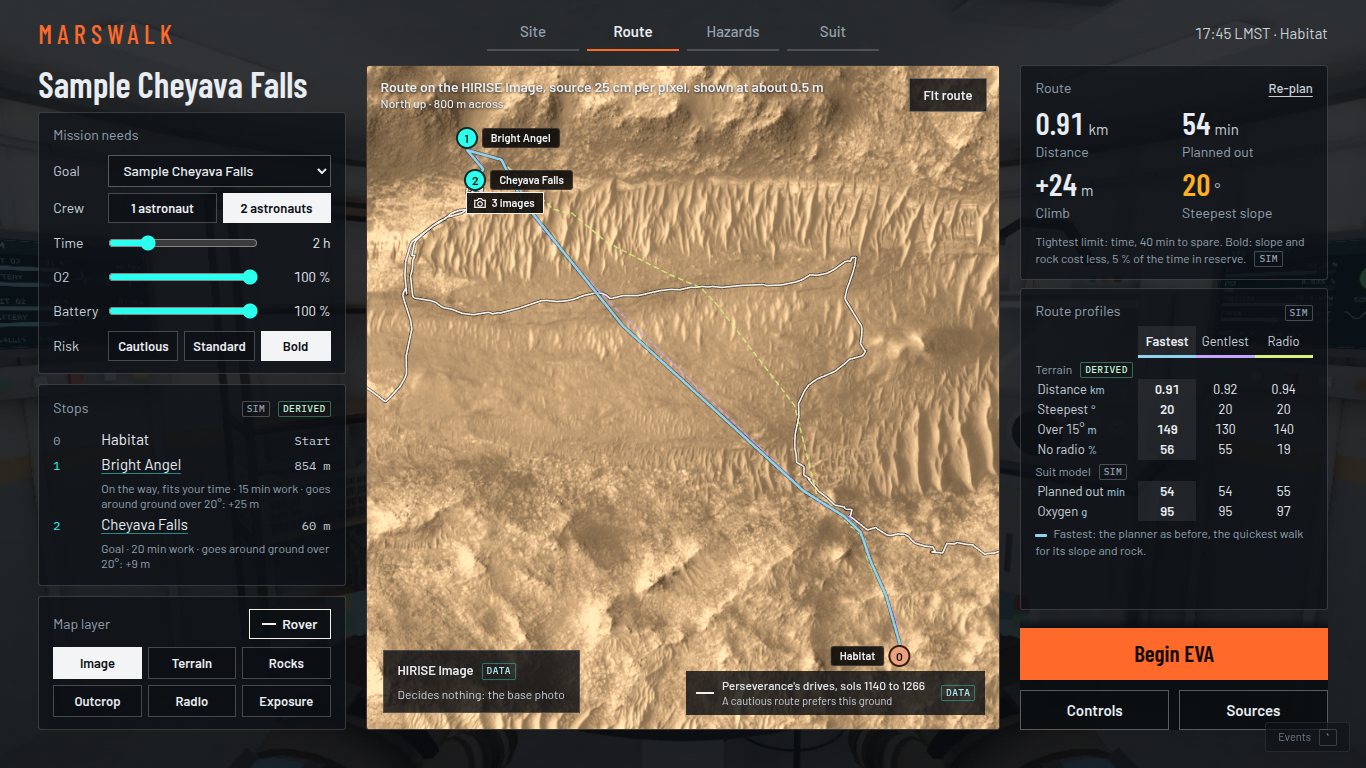 MARSWALK
Site
Route
Hazards
Suit
17:45 LMST · Habitat
Sample Cheyava Falls
Mission needs
Goal
Sample Cheyava Falls
Crew
1 astronaut
2 astronauts
Time
2 h
O2
100 %
Battery
100 %
Risk
Cautious
Standard
Bold
Stops
SIM
DERIVED
0
Habitat
Start
1
Bright Angel
854 m
On the way, fits your time · 15 min work · goes
around ground over 20°: +25 m
2
Cheyava Falls
60 m
Goal · 20 min work · goes around ground over
20°: +9 m
Map layer
Rover
Image
Terrain
Rocks
Outcrop
Radio
Exposure
Route on the HIRISE Image, source 25 cm per pixel, shown at about 0.5 m
North up · 800 m across
Fit route
1
Bright Angel
2
Cheyava Falls
3 images
Habitat
0
HIRISE Image
DATA
Decides nothing: the base photo
Perseverance's drives, sols 1140 to 1266
A cautious route prefers this ground
DATA
Route
Re-plan
0.91 km
Distance
54 min
Planned out
+24 m
Climb
20 °
Steepest slope
Tightest limit: time, 40 min to spare. Bold: slope and
rock cost less, 5 % of the time in reserve. SIM
Route profiles
SIM
Fastest Gentlest Radio
Terrain DERIVED
Distance km 0.91 0.92 0.94
Steepest ° 20 20 20
Over 15° m 149 130 140
No radio % 56 55 19
Suit model SIM
Planned out min 54 54 55
Oxygen g 95 95 97
Fastest: the planner as before, the quickest walk
for its slope and rock.
Begin EVA
Controls
Sources
Events